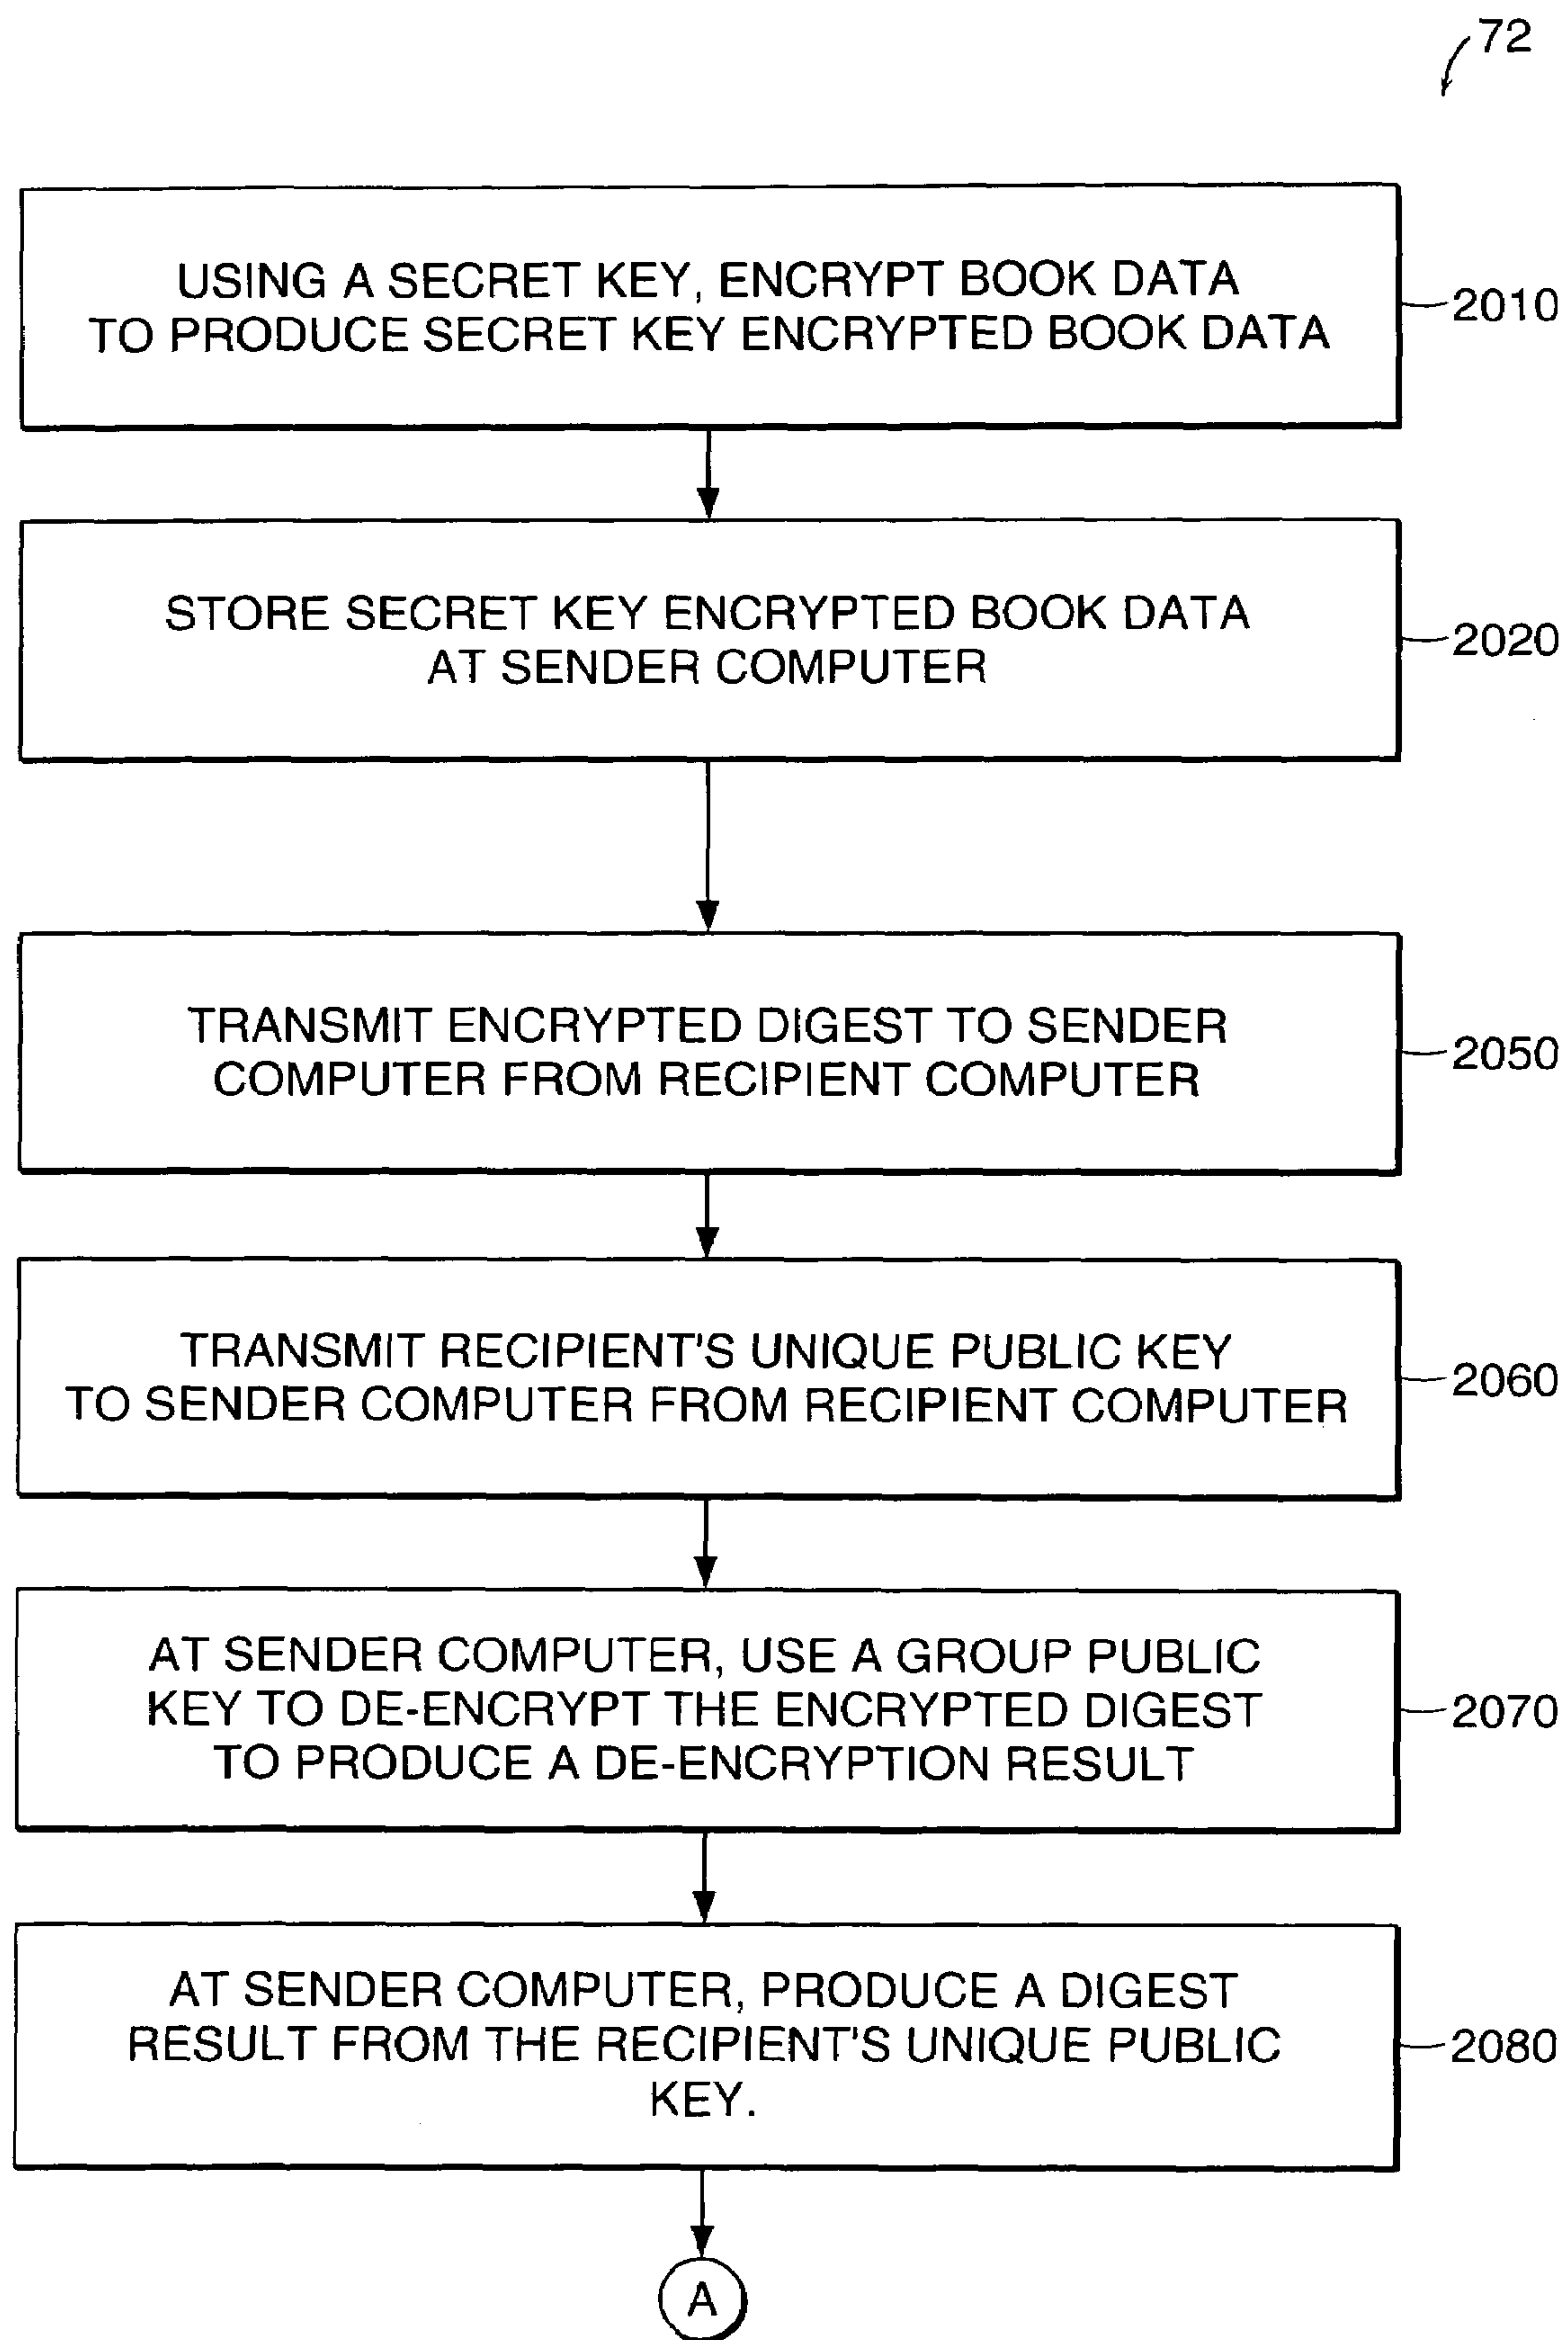 72
USING A SECRET KEY, ENCRYPT BOOK DATA
TO PRODUCE SECRET KEY ENCRYPTED BOOK DATA
2010
STORE SECRET KEY ENCRYPTED BOOK DATA
AT SENDER COMPUTER
2020
TRANSMIT ENCRYPTED DIGEST TO SENDER
COMPUTER FROM RECIPIENT COMPUTER
2050
TRANSMIT RECIPIENT'S UNIQUE PUBLIC KEY
TO SENDER COMPUTER FROM RECIPIENT COMPUTER
2060
AT SENDER COMPUTER, USE A GROUP PUBLIC
KEY TO DE-ENCRYPT THE ENCRYPTED DIGEST
TO PRODUCE A DE-ENCRYPTION RESULT
2070
AT SENDER COMPUTER, PRODUCE A DIGEST
RESULT FROM THE RECIPIENT'S UNIQUE PUBLIC
KEY.
2080
A